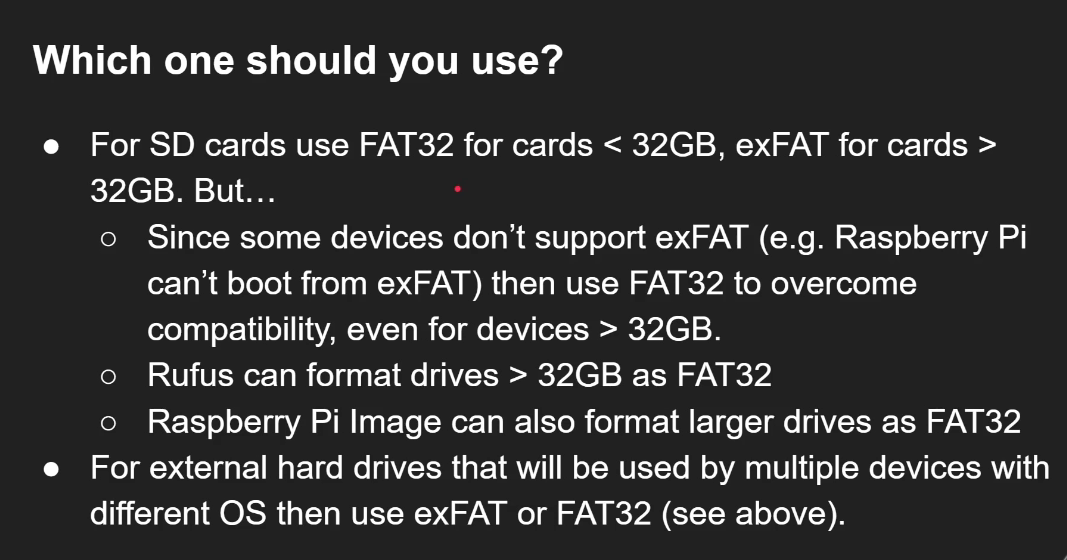 Which one should you use?
● For SD cards use FAT32 for cards < 32GB, exFAT for cards >
32GB. But…
○ Since some devices don’t support exFAT (e.g. Raspberry Pi
can’t boot from exFAT) then use FAT32 to overcome
compatibility, even for devices > 32GB.
○ Rufus can format drives > 32GB as FAT32
○ Raspberry Pi Image can also format larger drives as FAT32
● For external hard drives that will be used by multiple devices with
different OS then use exFAT or FAT32 (see above).